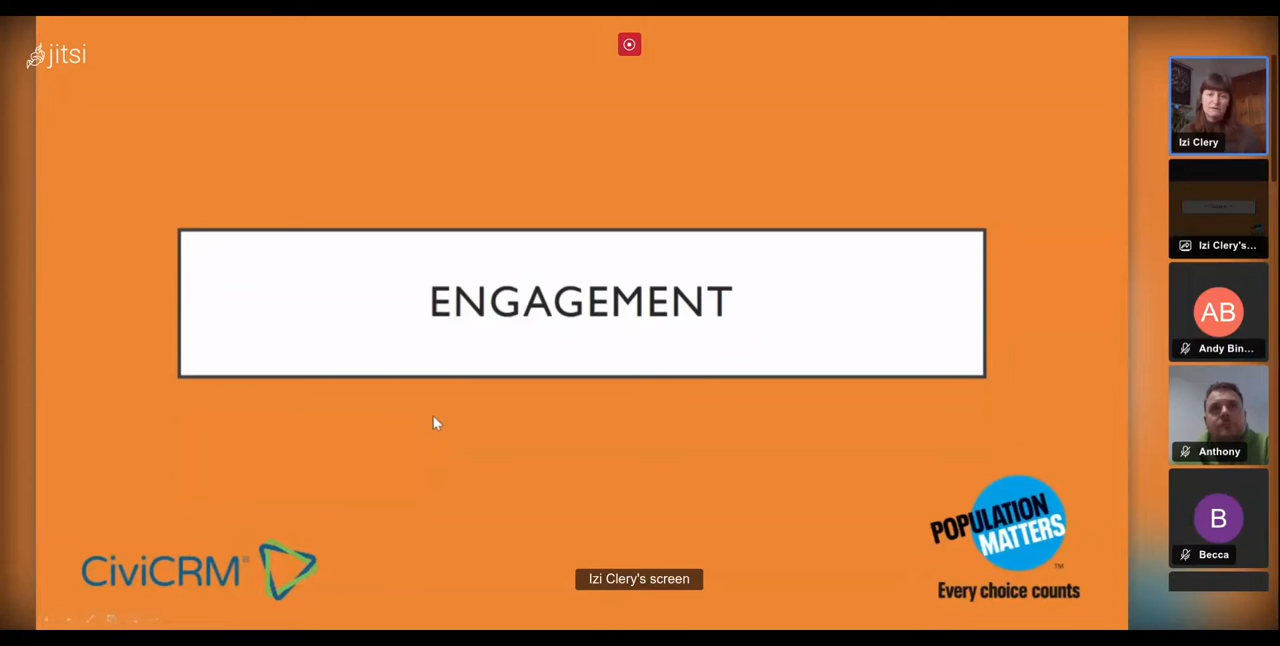 jitsi
ENGAGEMENT
CiviCRM®
POPULATION
MATTERS
TM
Every choice counts
Izi Clery's screen
Izi Clery
Izi Clery's...
AB
Andy Bin...
Anthony
B
Becca